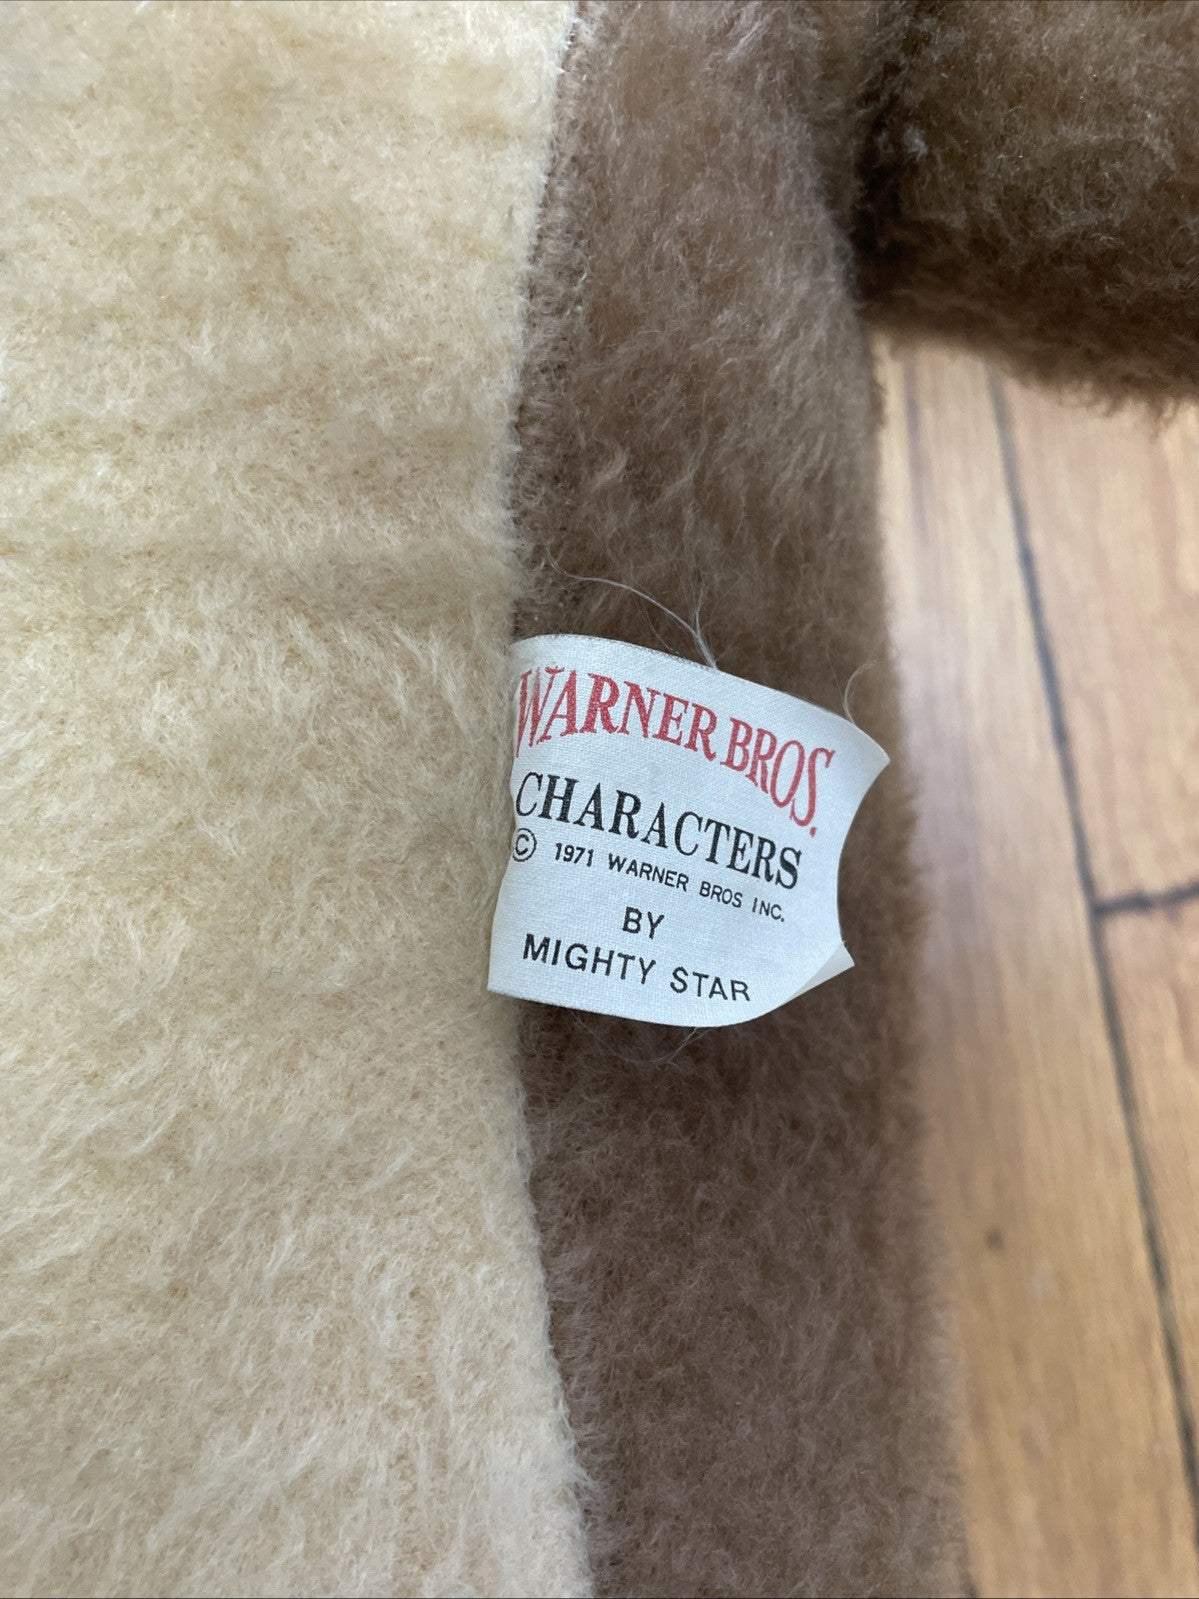 WARNER BROS.
CHARACTERS
© 1971 WARNER BROS INC.
BY
MIGHTY STAR